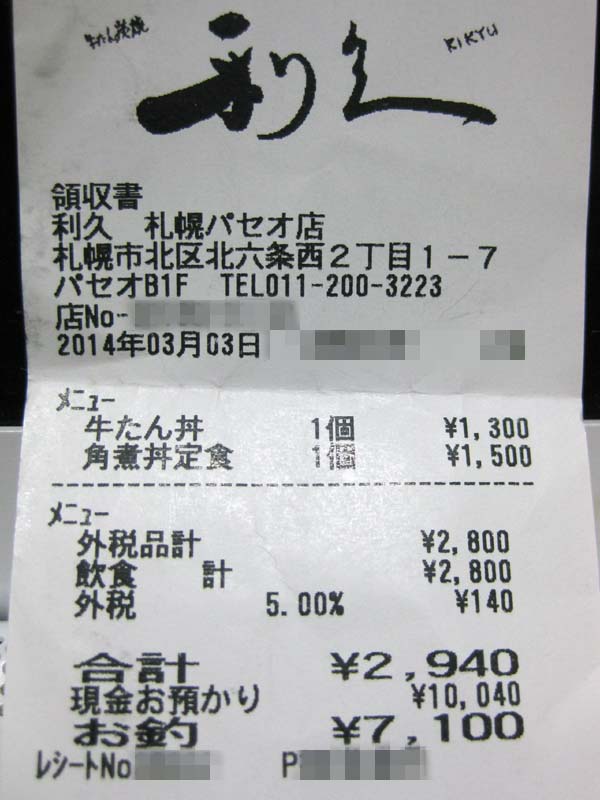 牛たん炭焼 利久 RIKYU
領収書
利久 札幌パセオ店
札幌市北区北六条西2丁目1-7
パセオB1F TEL011-200-3223
店No-
2014年03月03日
メニュー
牛たん丼 1個 ¥1,300
角煮丼定食 1個 ¥1,500
メニュー
外税品計 ¥2,800
飲食 計 ¥2,800
外税 5.00% ¥140
合計 ¥2,940
現金お預かり ¥10,040
お釣 ¥7,100
レシートNo P